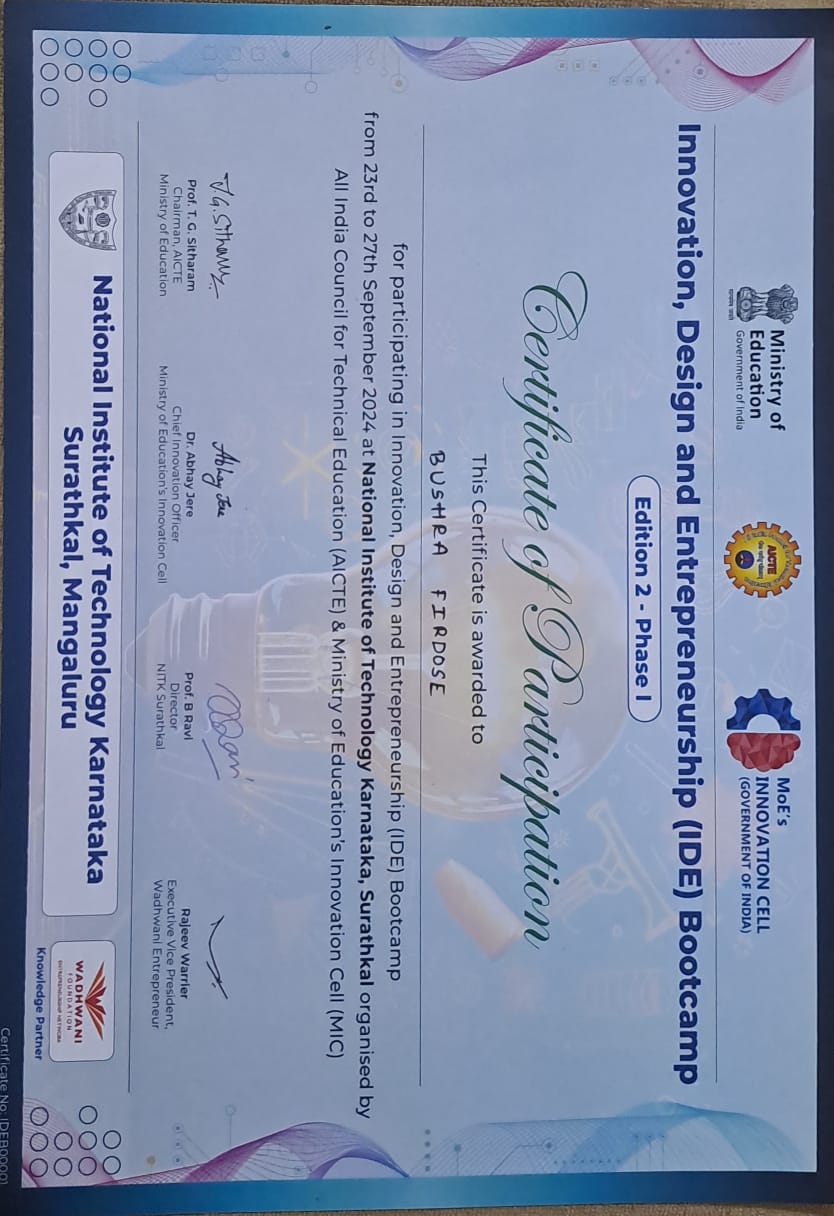 Ministry of
Education
Government of India
सत्यमेव जयते
AICTE
MoE's
INNOVATION CELL
(GOVERNMENT OF INDIA)
Innovation, Design and Entrepreneurship (IDE) Bootcamp
Edition 2 - Phase I
Certificate of Participation
This Certificate is awarded to
BUSHRA FIRDOSE
for participating in Innovation, Design and Entrepreneurship (IDE) Bootcamp
from 23rd to 27th September 2024 at National Institute of Technology Karnataka, Surathkal organised by
All India Council for Technical Education (AICTE) & Ministry of Education's Innovation Cell (MIC)
T.G. Sitharam
Abhay Jere
Prof. T. G. Sitharam
Chairman, AICTE
Ministry of Education
Dr. Abhay Jere
Chief Innovation Officer
Ministry of Education's Innovation Cell
Prof. B Ravi
Director
NITK Surathkal
Rajeev Warrier
Executive Vice President,
Wadhwani Entrepreneur
National Institute of Technology Karnataka
Surathkal, Mangaluru
WADHWANI
FOUNDATION
ENTREPRENEURSHIP NETWORK
Knowledge Partner
Certificate No: IDEB00001